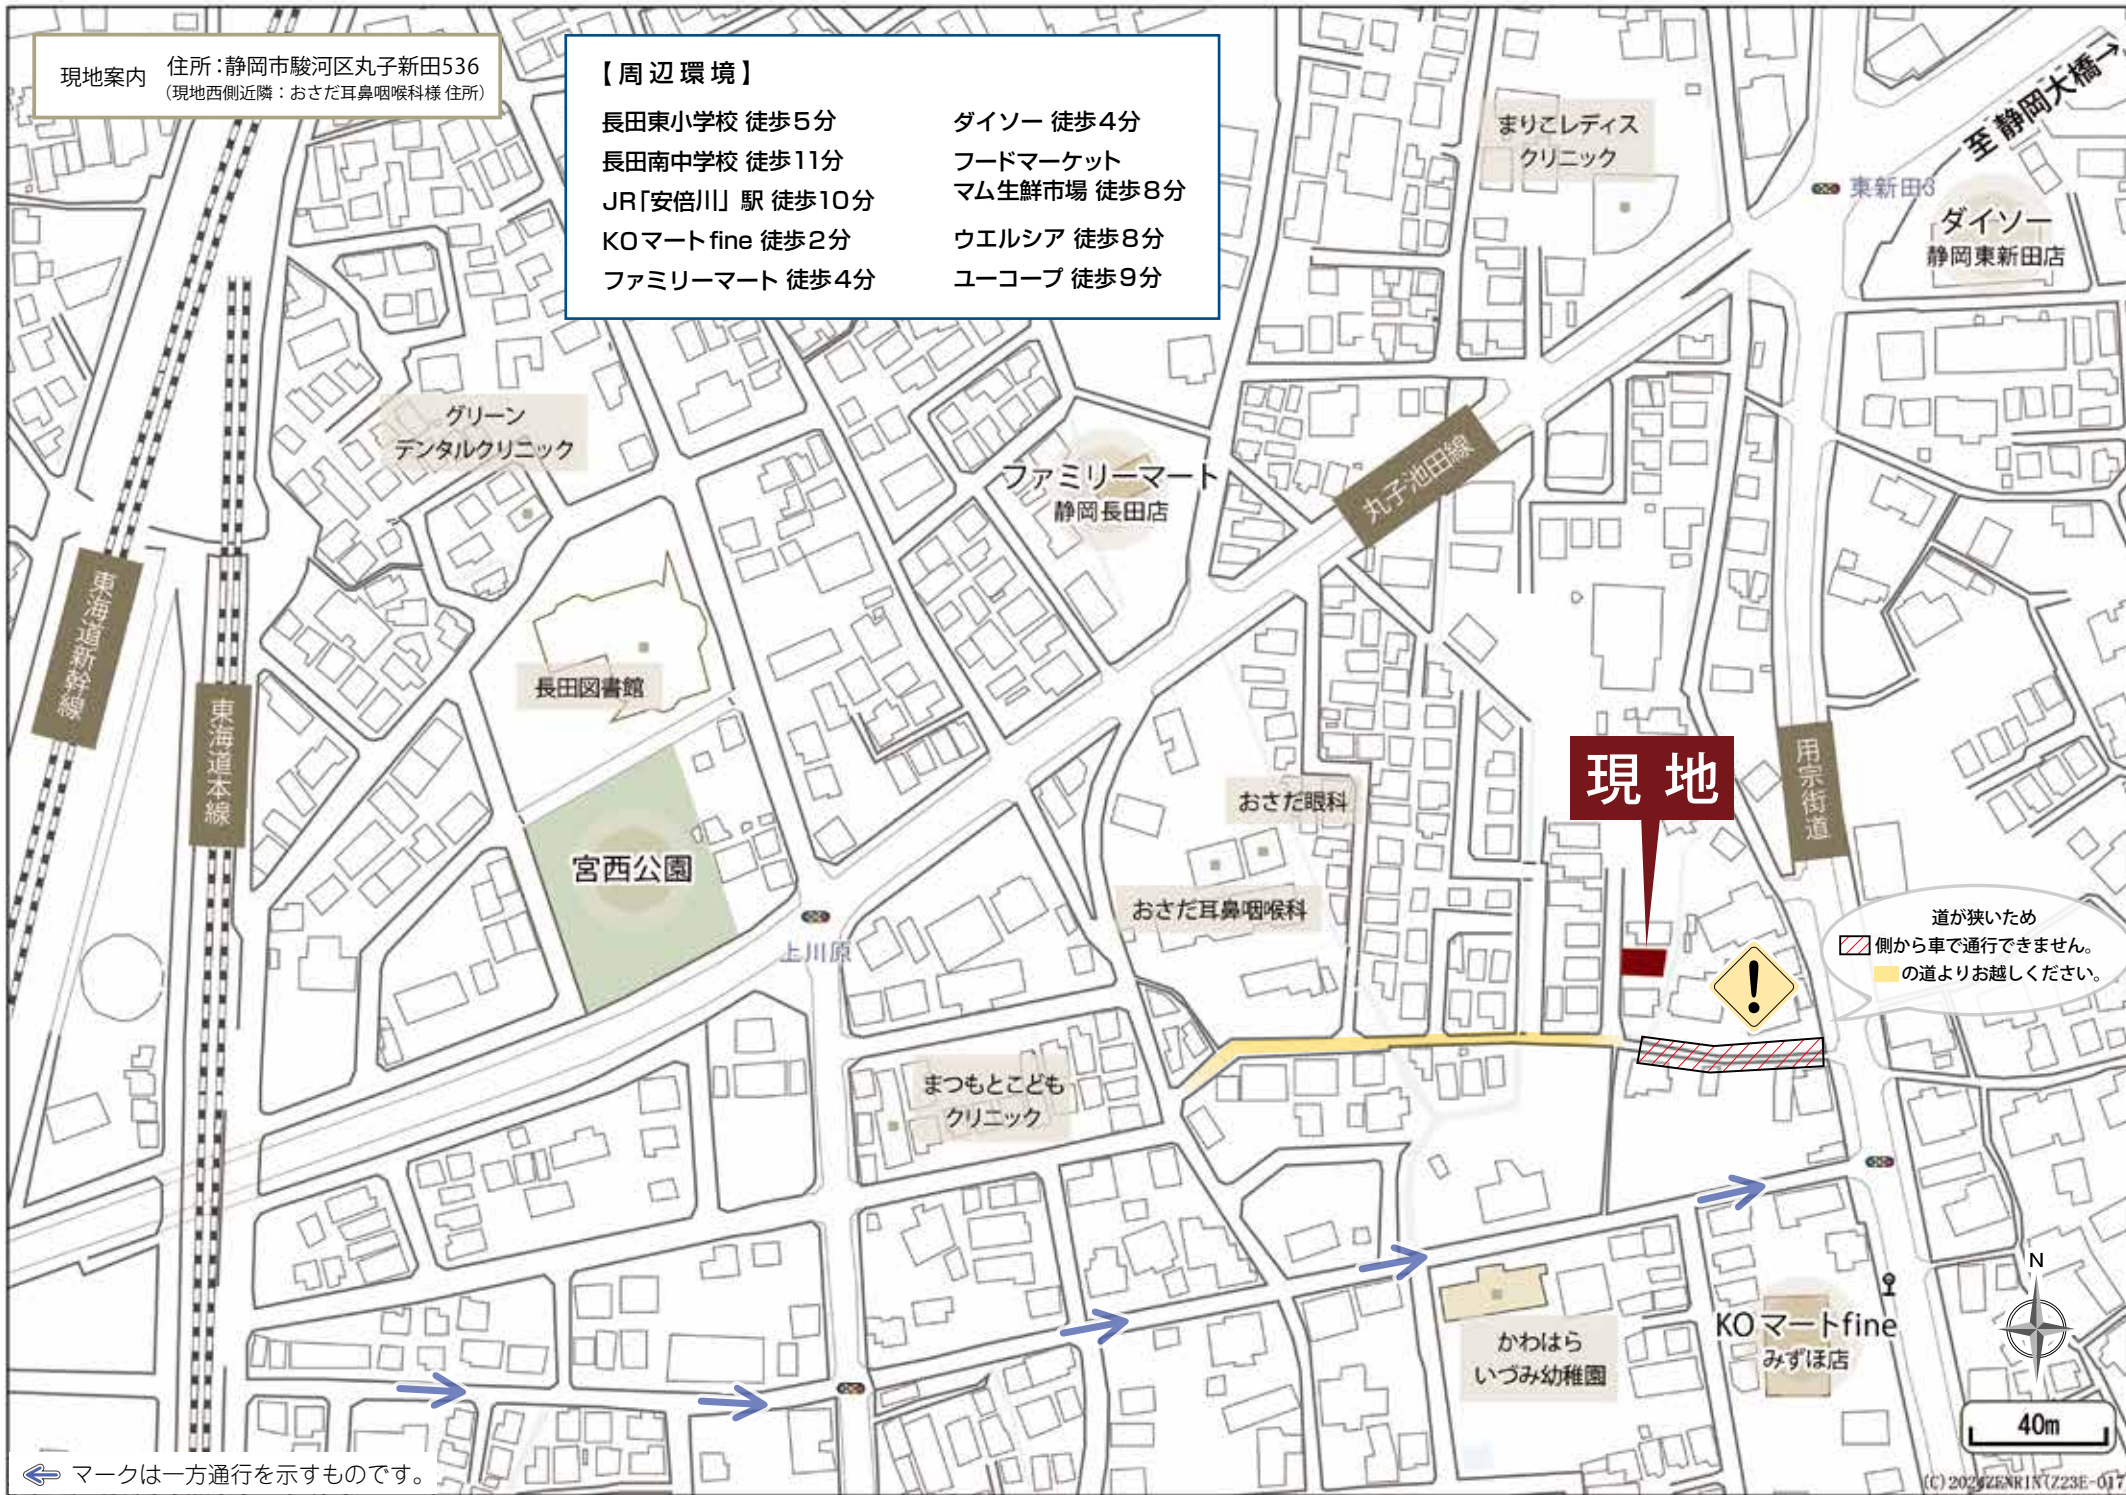 現地案内
住所：静岡市駿河区丸子新田536
（現地西側近隣：おさだ耳鼻咽喉科様 住所）
【周辺環境】
長田東小学校 徒歩5分
長田南中学校 徒歩11分
JR「安倍川」駅 徒歩10分
KOマートfine 徒歩2分
ファミリーマート 徒歩4分
ダイソー 徒歩4分
フードマーケット
マム生鮮市場 徒歩8分
ウエルシア 徒歩8分
ユーコープ 徒歩9分
まりこレディス
クリニック
至 静岡大橋→
東新田3
ダイソー
静岡東新田店
グリーン
デンタルクリニック
ファミリーマート
静岡長田店
丸子池田線
東海道新幹線
東海道本線
長田図書館
宮西公園
上川原
おさだ眼科
おさだ耳鼻咽喉科
現地
用宗街道
道が狭いため
側から車で通行できません。
の道よりお越しください。
!
まつもとこども
クリニック
かわはら
いづみ幼稚園
KOマートfine
みずほ店
N
40m
マークは一方通行を示すものです。
(C)2024ZENRIN(Z23E-017